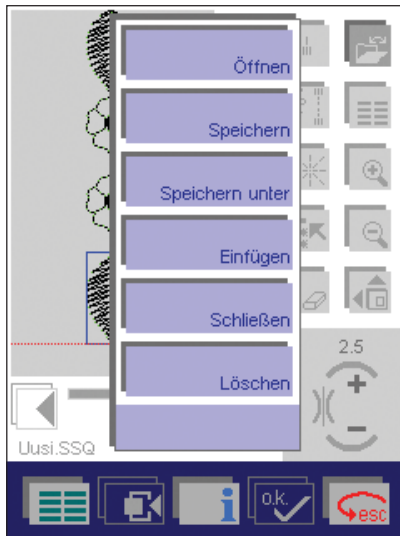 Öffnen
Speichern
Speichern unter
Einfügen
Schließen
Löschen
2.5
Uusi.SSQ
i
o.k.
esc